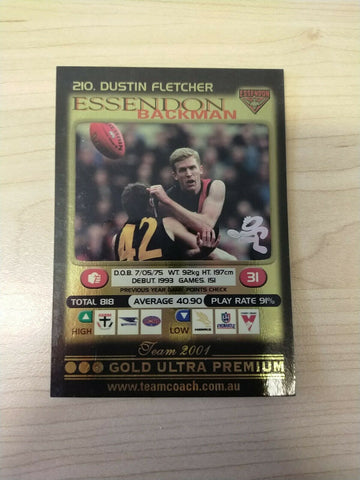 210. DUSTIN FLETCHER
ESSENDON
BACKMAN
42
D.O.B. 7/05/75 WT. 92kg HT. 197cm
DEBUT. 1993 GAMES. 151
31
PREVIOUS YEAR GAME POINTS CHECK
TOTAL 818 AVERAGE 40.90 PLAY RATE 91%
HIGH LOW
Team 2001
GOLD ULTRA PREMIUM
www.teamcoach.com.au